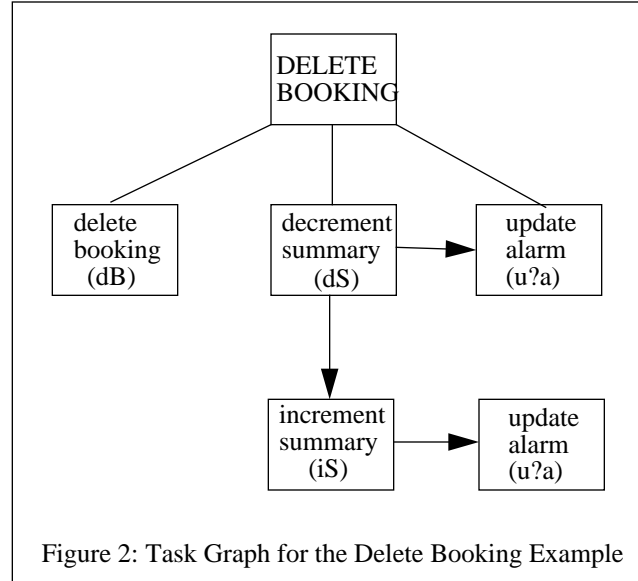 DELETE
BOOKING
delete
booking
(dB)
decrement
summary
(dS)
update
alarm
(u?a)
increment
summary
(iS)
update
alarm
(u?a)
Figure 2: Task Graph for the Delete Booking Example